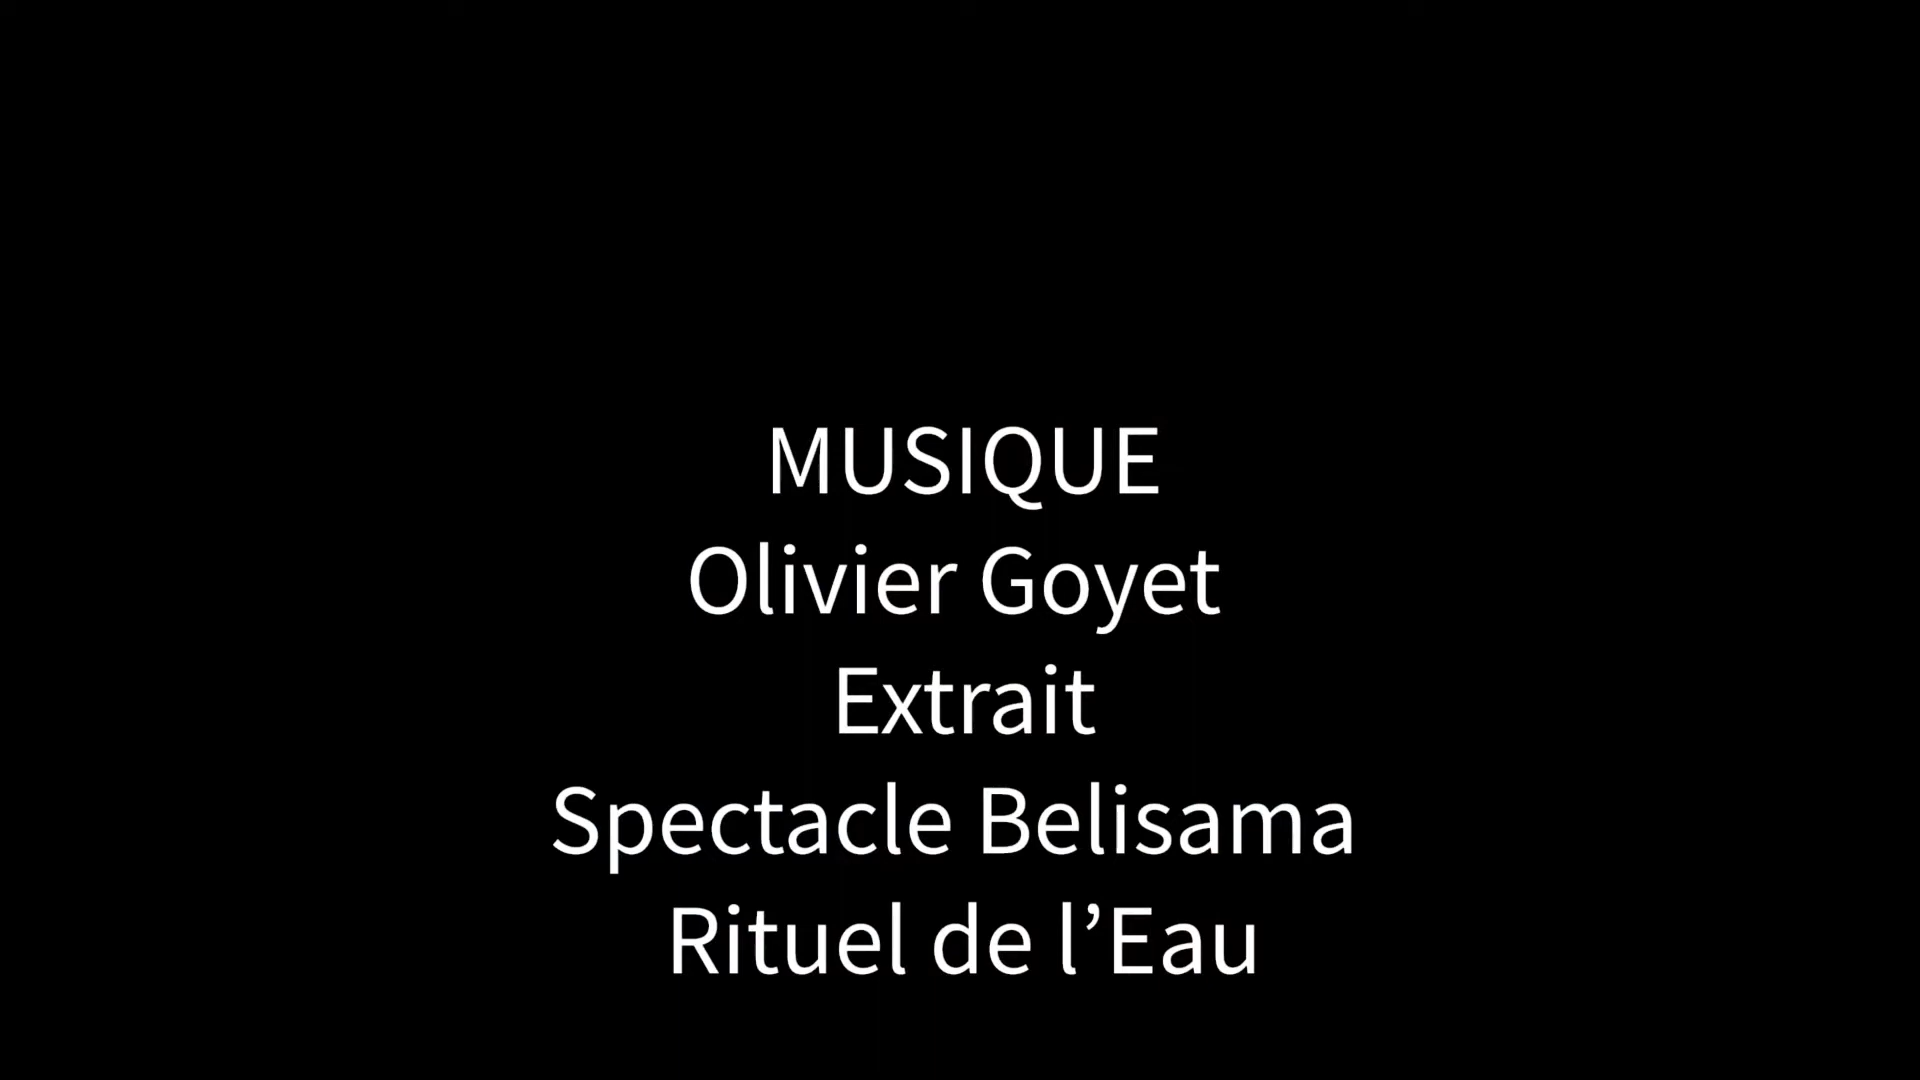 MUSIQUE
Olivier Goyet
Extrait
Spectacle Belisama
Rituel de l’Eau